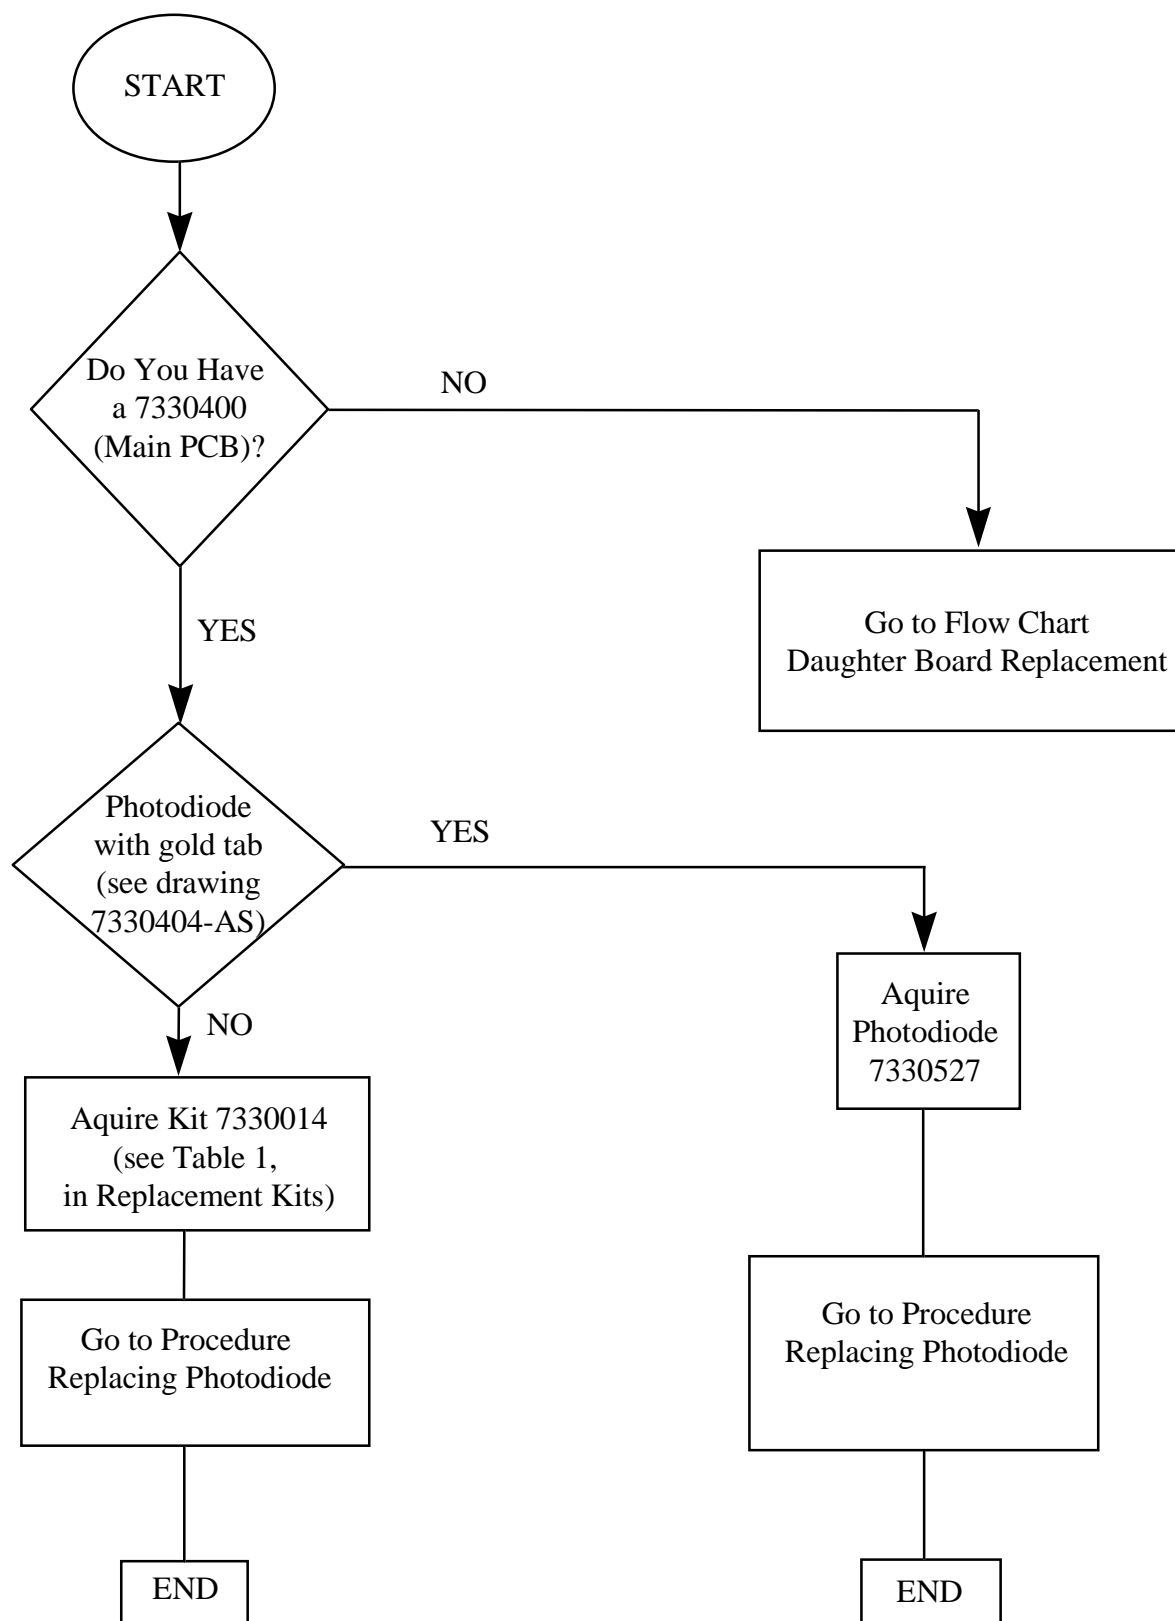 START
Do You Have
a 7330400
(Main PCB)?
NO
Go to Flow Chart
Daughter Board Replacement
YES
Photodiode
with gold tab
(see drawing
7330404-AS)
YES
Aquire
Photodiode
7330527
NO
Aquire Kit 7330014
(see Table 1,
in Replacement Kits)
Go to Procedure
Replacing Photodiode
Go to Procedure
Replacing Photodiode
END
END